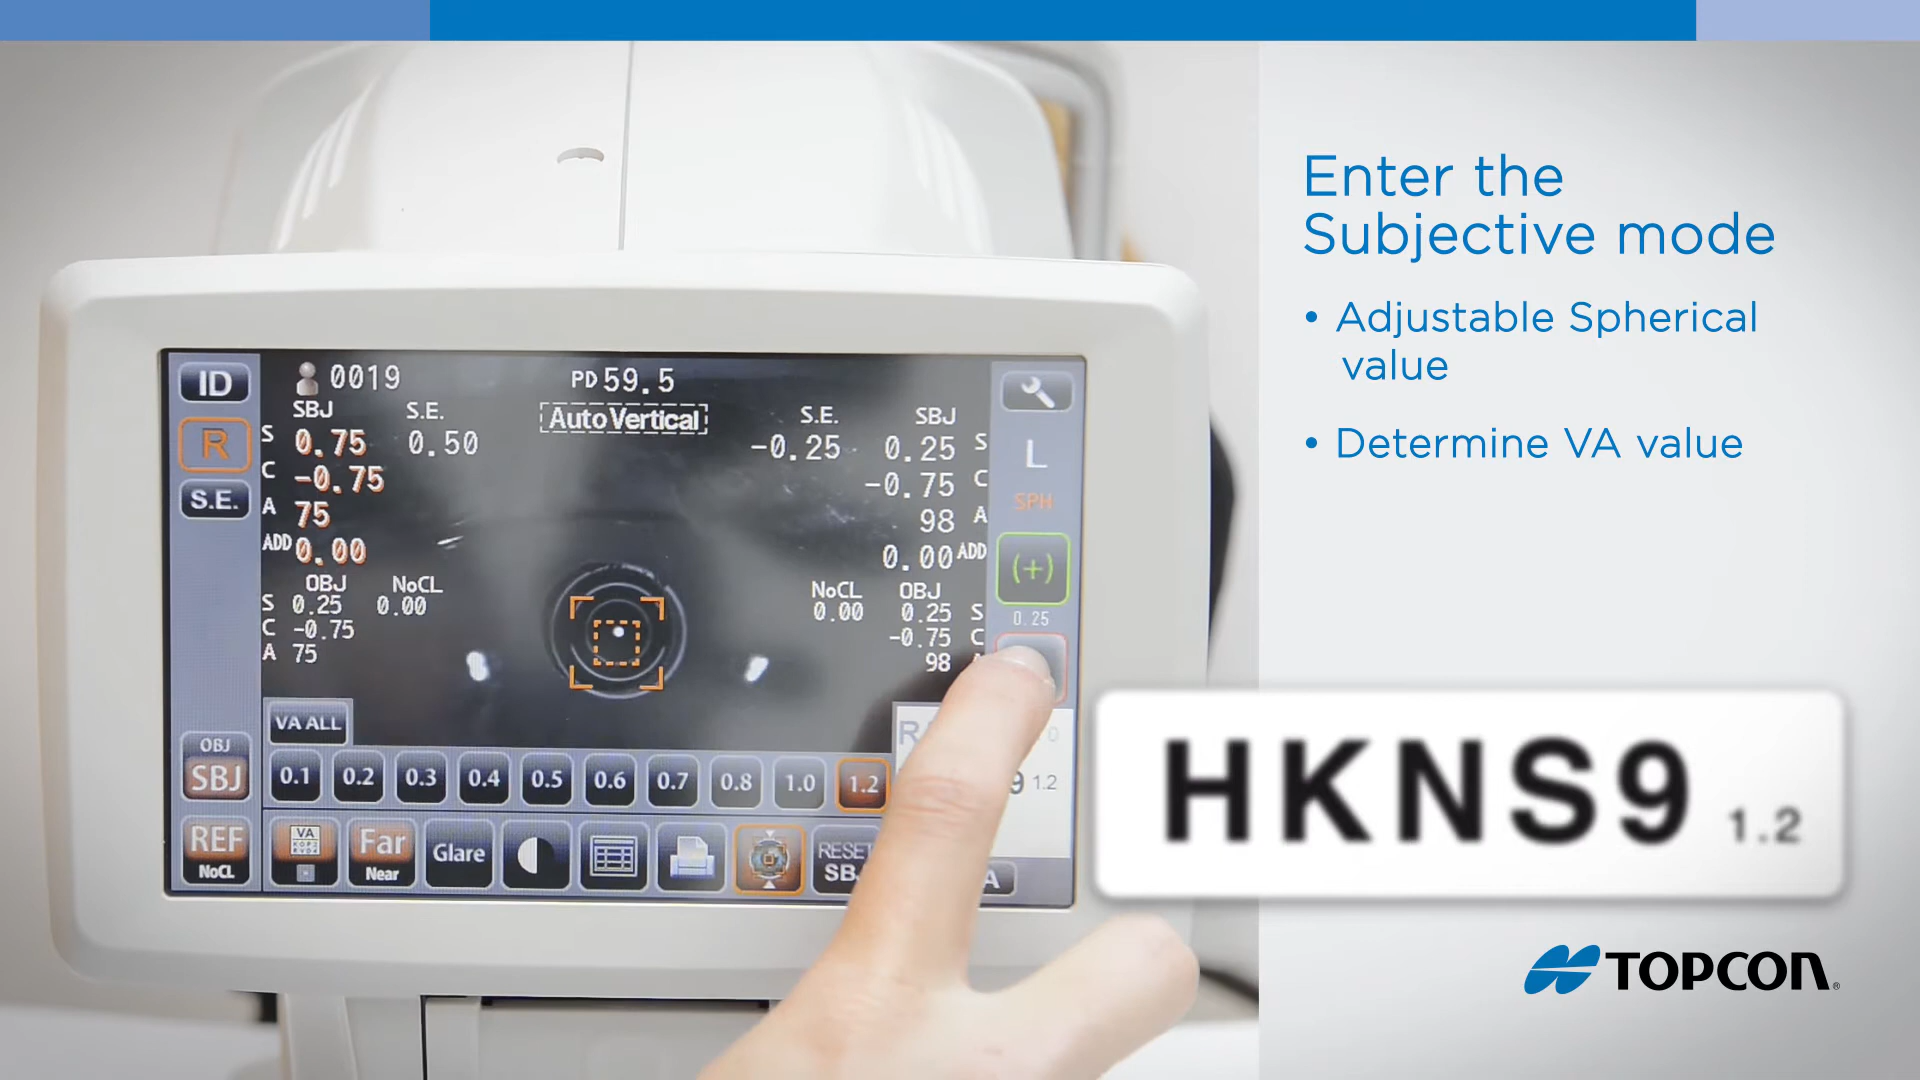 Enter the
Subjective mode
• Adjustable Spherical
value
• Determine VA value
ID
0019
PD 59.5
R
S.E.
Auto Vertical
SBJ S.E.
S 0.75 0.50
C -0.75
A 75
ADD 0.00
OBJ NoCL
S 0.25 0.00
C -0.75
A 75
S.E. SBJ
-0.25 0.25 S
-0.75 C
98 A
0.00 ADD
NoCL OBJ
0.00 0.25 S
-0.75 C
98
L
SPH
(+)
0.25
VA ALL
OBJ
SBJ
0.1 0.2 0.3 0.4 0.5 0.6 0.7 0.8 1.0 1.2
9 1.2
REF
NoCL
VA
Far
Near
Glare
RESET
HKNS9 1.2
TOPCON®